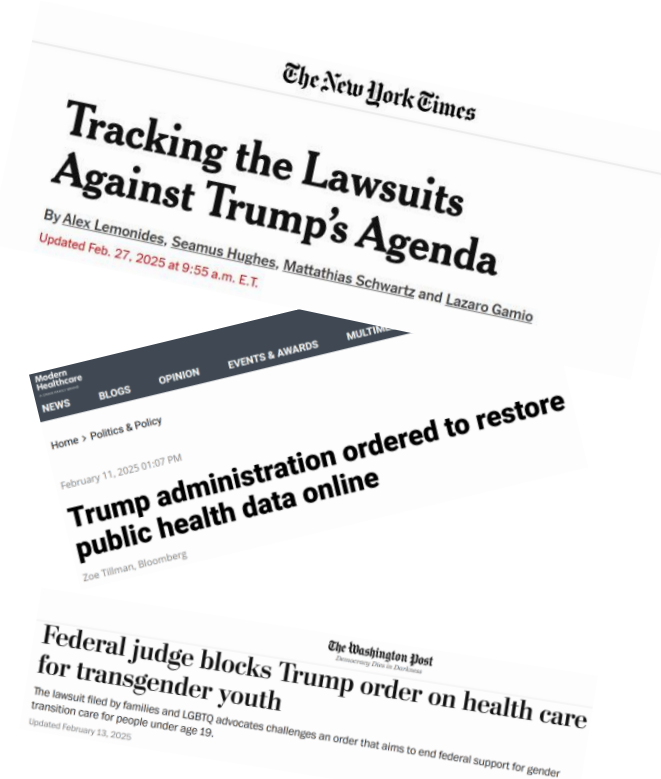 The New York Times
Tracking the Lawsuits
Against Trump's Agenda
By Alex Lemonides, Seamus Hughes, Mattathias Schwartz and Lazaro Gamio
Updated Feb. 27, 2025 at 9:55 a.m. E.T.
Modern
Healthcare
NEWS BLOGS OPINION EVENTS & AWARDS
Home > Politics & Policy
February 11, 2025 01:07 PM
Trump administration ordered to restore
public health data online
Zoe Tillman, Bloomberg
The Washington Post
Democracy Dies in Darkness
Federal judge blocks Trump order on health care
for transgender youth
The lawsuit filed by families and LGBTQ advocates challenges an order that aims to end federal support for gender
transition care for people under age 19.
Updated February 13, 2025